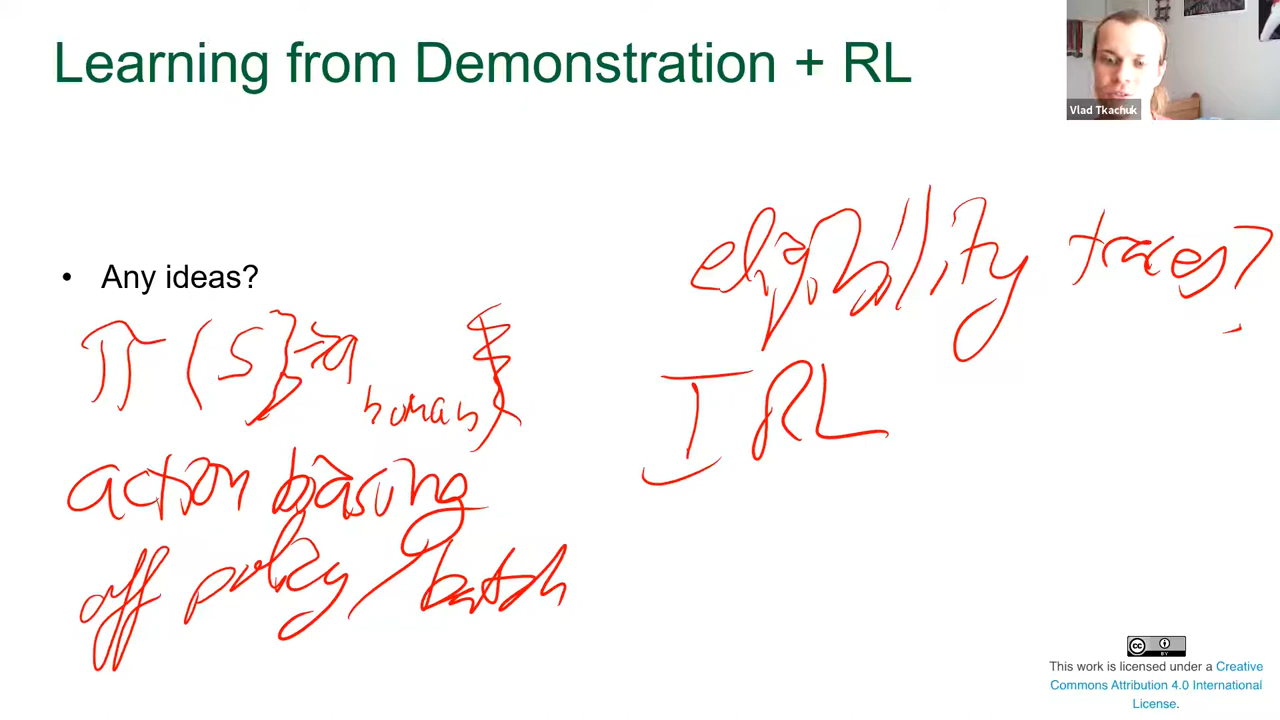 Learning from Demonstration + RL
Vlad Tkachuk
• Any ideas?
π(S)→a human
action biasing
off policy / batch
eligibility traces?
IRL
This work is licensed under a Creative
Commons Attribution 4.0 International
License.